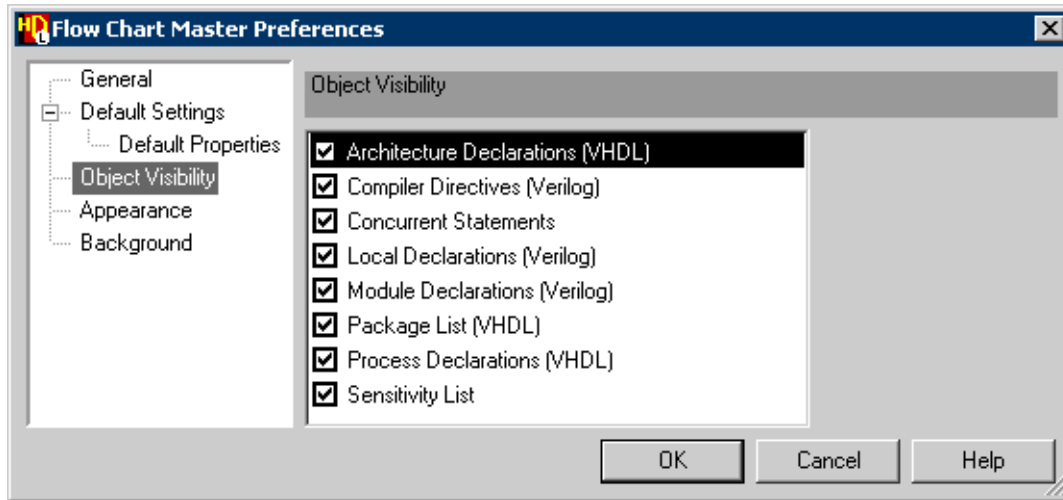 HD L Flow Chart Master Preferences
General
Default Settings
Default Properties
Object Visibility
Appearance
Background
Object Visibility
Architecture Declarations (VHDL)
Compiler Directives (Verilog)
Concurrent Statements
Local Declarations (Verilog)
Module Declarations (Verilog)
Package List (VHDL)
Process Declarations (VHDL)
Sensitivity List
OK Cancel Help